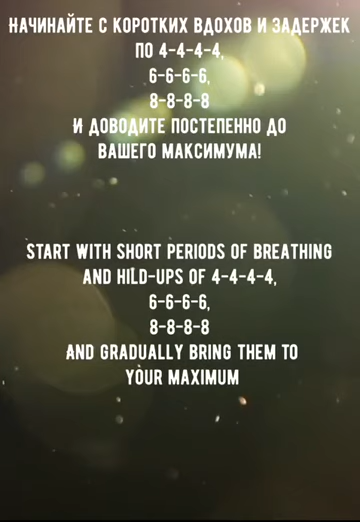 НАЧИНАЙТЕ С КОРОТКИХ ВДОХОВ И ЗАДЕРЖЕК
ПО 4-4-4-4,
6-6-6-6,
8-8-8-8
И ДОВОДИТЕ ПОСТЕПЕННО ДО
ВАШЕГО МАКСИМУМА!
START WITH SHORT PERIODS OF BREATHING
AND HILD-UPS OF 4-4-4-4,
6-6-6-6,
8-8-8-8
AND GRADUALLY BRING THEM TO
YOUR MAXIMUM